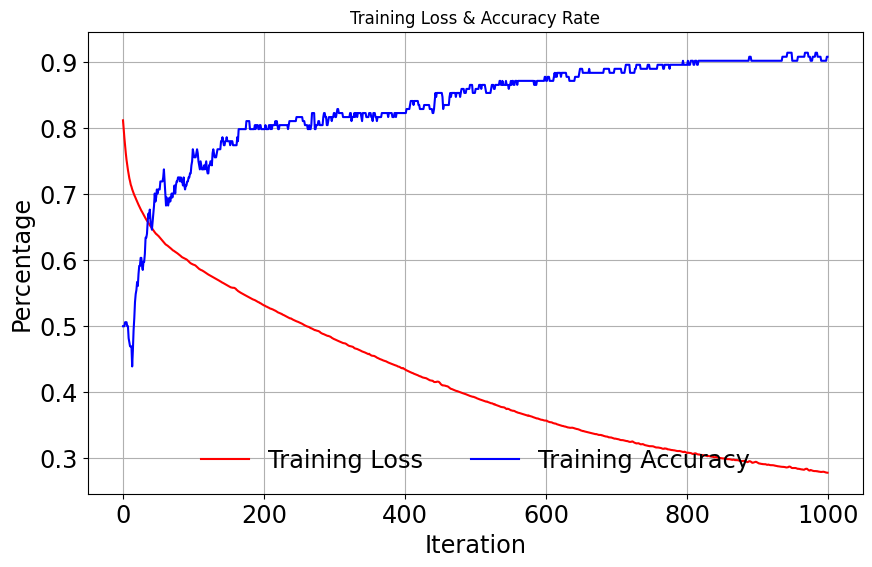 Training Loss & Accuracy Rate
Percentage
0.9
0.8
0.7
0.6
0.5
0.4
0.3
Training Loss
Training Accuracy
0 200 400 600 800 1000
Iteration